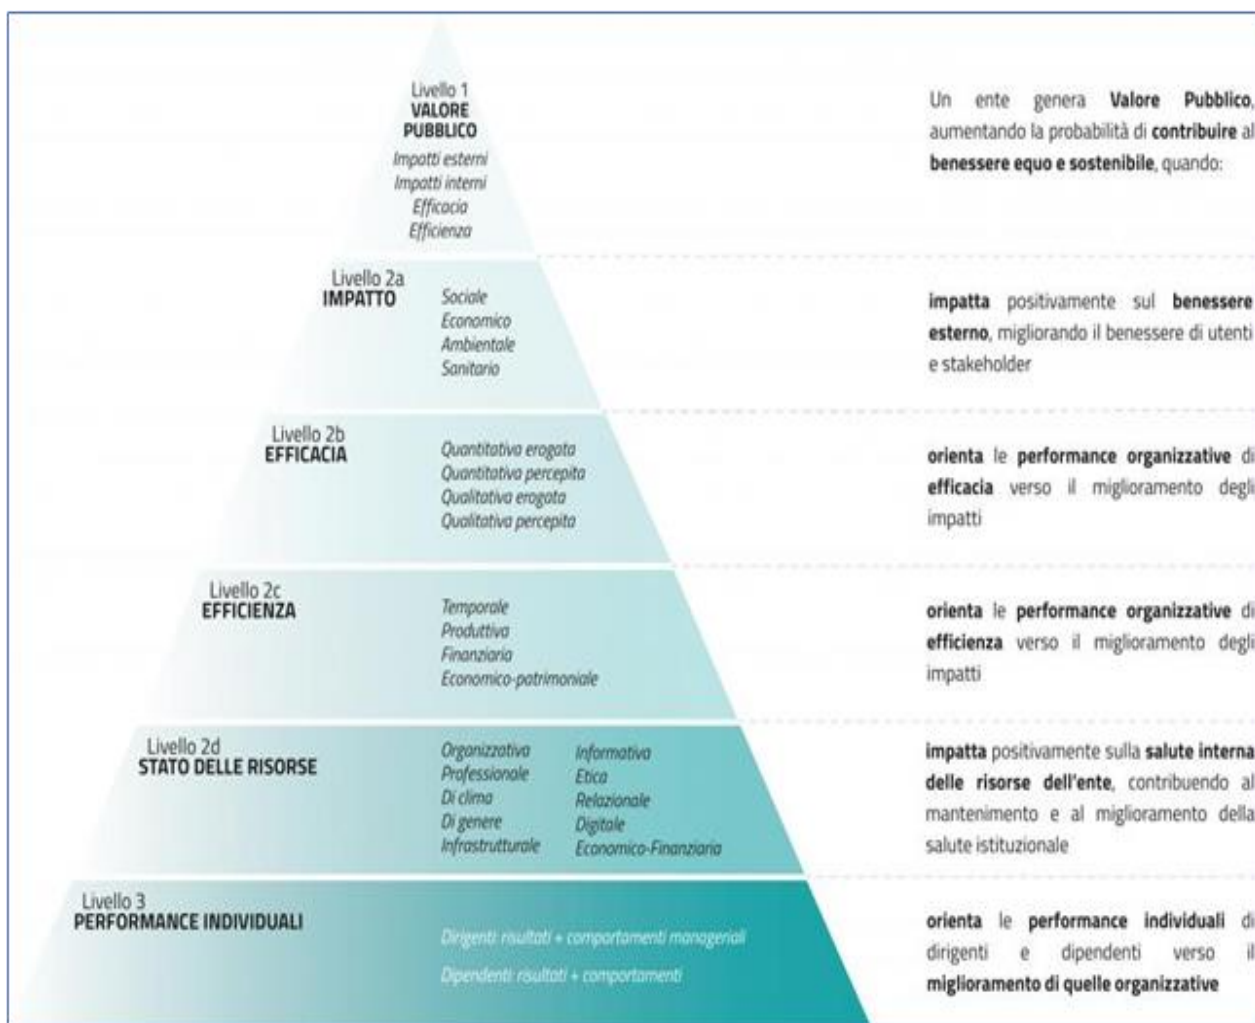 Livello 1
VALORE
PUBBLICO
Impatti esterni
Impatti interni
Efficacia
Efficienza
Un ente genera Valore Pubblico,
aumentando la probabilità di contribuire al
benessere equo e sostenibile, quando:
Livello 2a
IMPATTO
Sociale
Economico
Ambientale
Sanitario
impatta positivamente sul benessere
esterno, migliorando il benessere di utenti
e stakeholder
Livello 2b
EFFICACIA
Quantitativa erogata
Quantitativa percepita
Qualitativa erogata
Qualitativa percepita
orienta le performance organizzative di
efficacia verso il miglioramento degli
impatti
Livello 2c
EFFICIENZA
Temporale
Produttiva
Finanziaria
Economico-patrimoniale
orienta le performance organizzative di
efficienza verso il miglioramento degli
impatti
Livello 2d
STATO DELLE RISORSE
Organizzativa
Professionale
Di clima
Di genere
Infrastrutturale
Informativa
Etica
Relazionale
Digitale
Economico-Finanziaria
impatta positivamente sulla salute interna
delle risorse dell'ente, contribuendo al
mantenimento e al miglioramento della
salute istituzionale
Livello 3
PERFORMANCE INDIVIDUALI
Dirigenti: risultati + comportamenti manageriali
Dipendenti: risultati + comportamenti
orienta le performance individuali di
dirigenti e dipendenti verso il
miglioramento di quelle organizzative